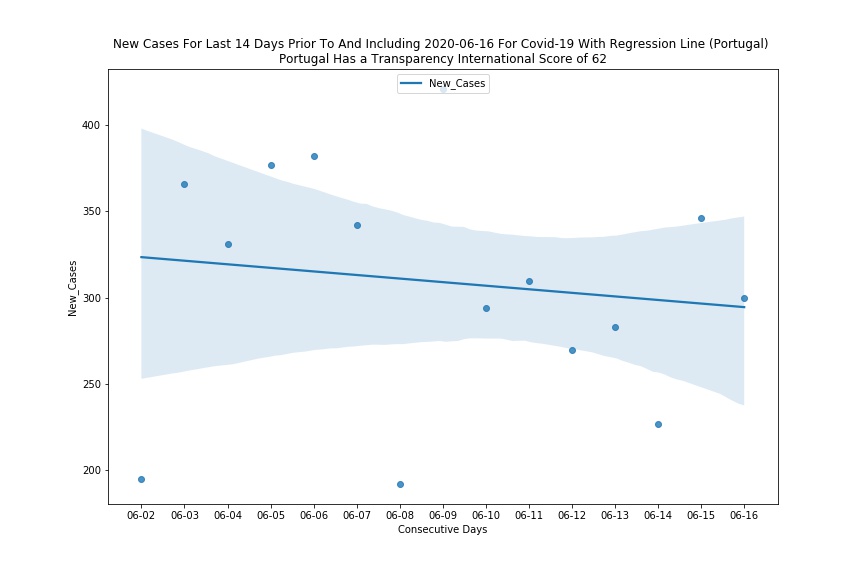 New Cases For Last 14 Days Prior To And Including 2020-06-16 For Covid-19 With Regression Line (Portugal)
Portugal Has a Transparency International Score of 62
New_Cases
400
350
300
250
200
New_Cases
06-02 06-03 06-04 06-05 06-06 06-07 06-08 06-09 06-10 06-11 06-12 06-13 06-14 06-15 06-16
Consecutive Days